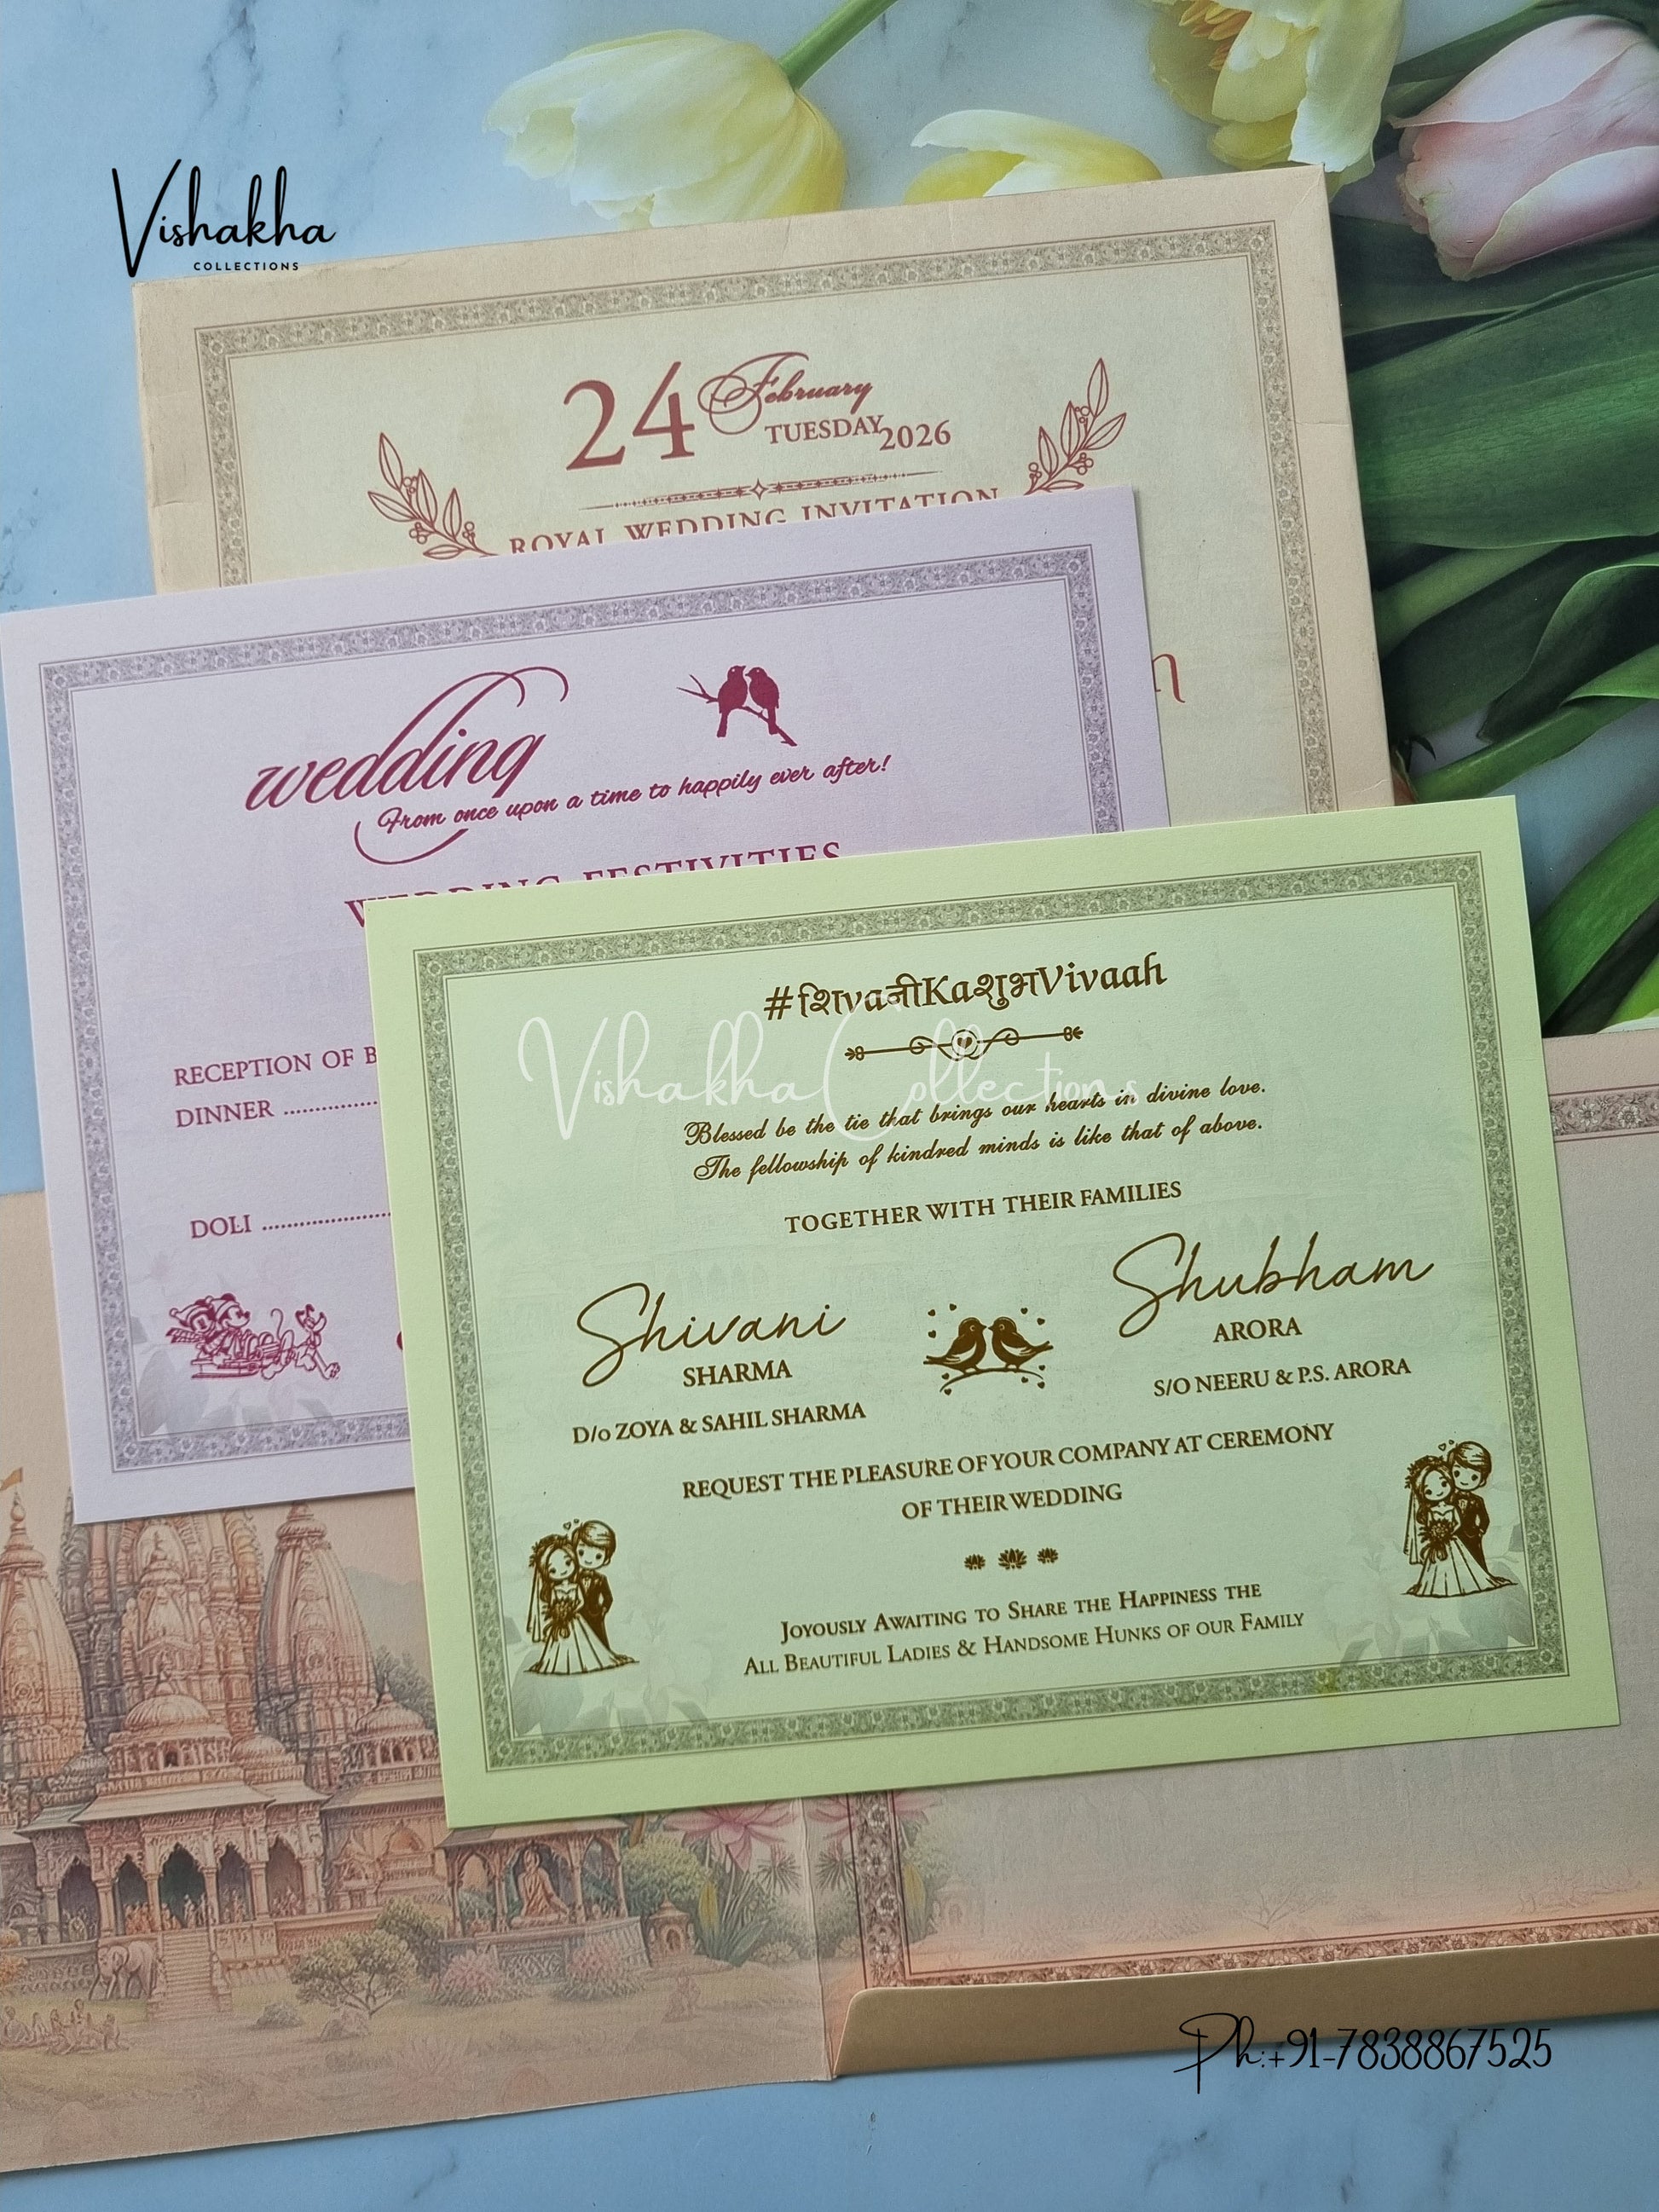 Vishakha
COLLECTIONS
24 February
TUESDAY 2026
ROYAL WEDDING INVITATION
wedding
From once upon a time to happily ever after!
WEDDING FESTIVITIES
RECEPTION OF
DINNER ................
DOLI ......................
#शिvaनीKaशुभVivaah
Vishakha Collections
Blessed be the tie that brings our hearts in divine love.
The fellowship of kindred minds is like that of above.
TOGETHER WITH THEIR FAMILIES
Shivani
SHARMA
D/o ZOYA & SAHIL SHARMA
Shubham
ARORA
S/O NEERU & P.S. ARORA
REQUEST THE PLEASURE OF YOUR COMPANY AT CEREMONY
OF THEIR WEDDING
JOYOUSLY AWAITING TO SHARE THE HAPPINESS THE
ALL BEAUTIFUL LADIES & HANDSOME HUNKS OF OUR FAMILY
Ph:+91-7838867525